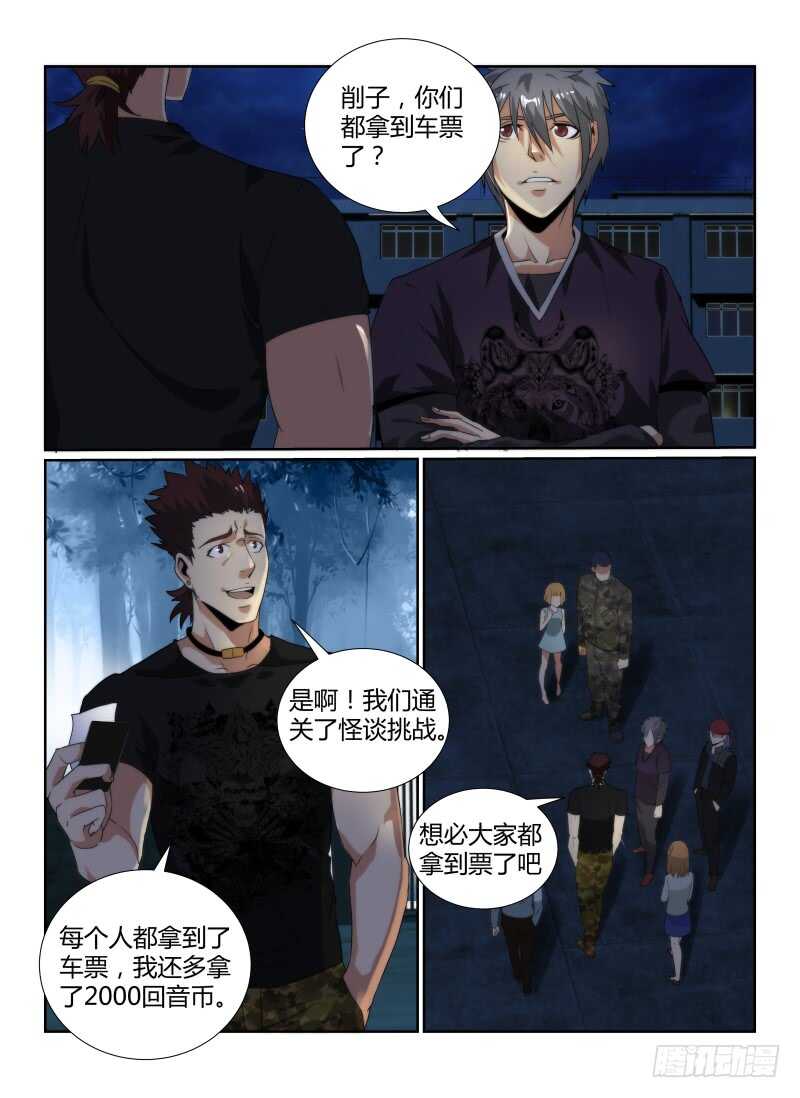 削子，你们
都拿到车票
了？
是啊！我们通
关了怪谈挑战。
每个人都拿到了
车票，我还多拿
了2000回音币。
想必大家都
拿到票了吧
腾讯动漫